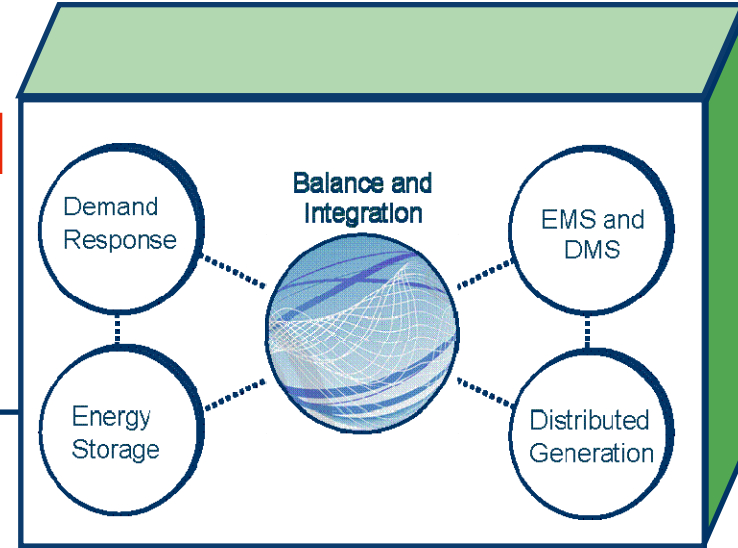 Balance and
Integration
Demand
Response
EMS and
DMS
Energy
Storage
Distributed
Generation